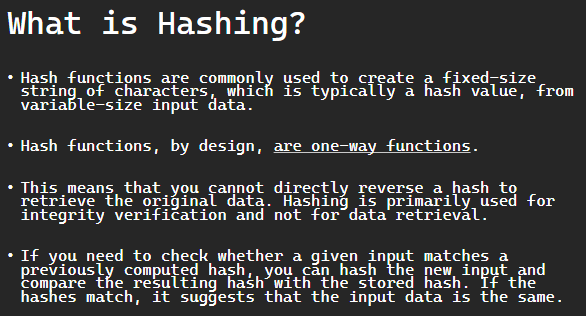 What is Hashing?
• Hash functions are commonly used to create a fixed-size
string of characters, which is typically a hash value, from
variable-size input data.
• Hash functions, by design, are one-way functions.
• This means that you cannot directly reverse a hash to
retrieve the original data. Hashing is primarily used for
integrity verification and not for data retrieval.
• If you need to check whether a given input matches a
previously computed hash, you can hash the new input and
compare the resulting hash with the stored hash. If the
hashes match, it suggests that the input data is the same.